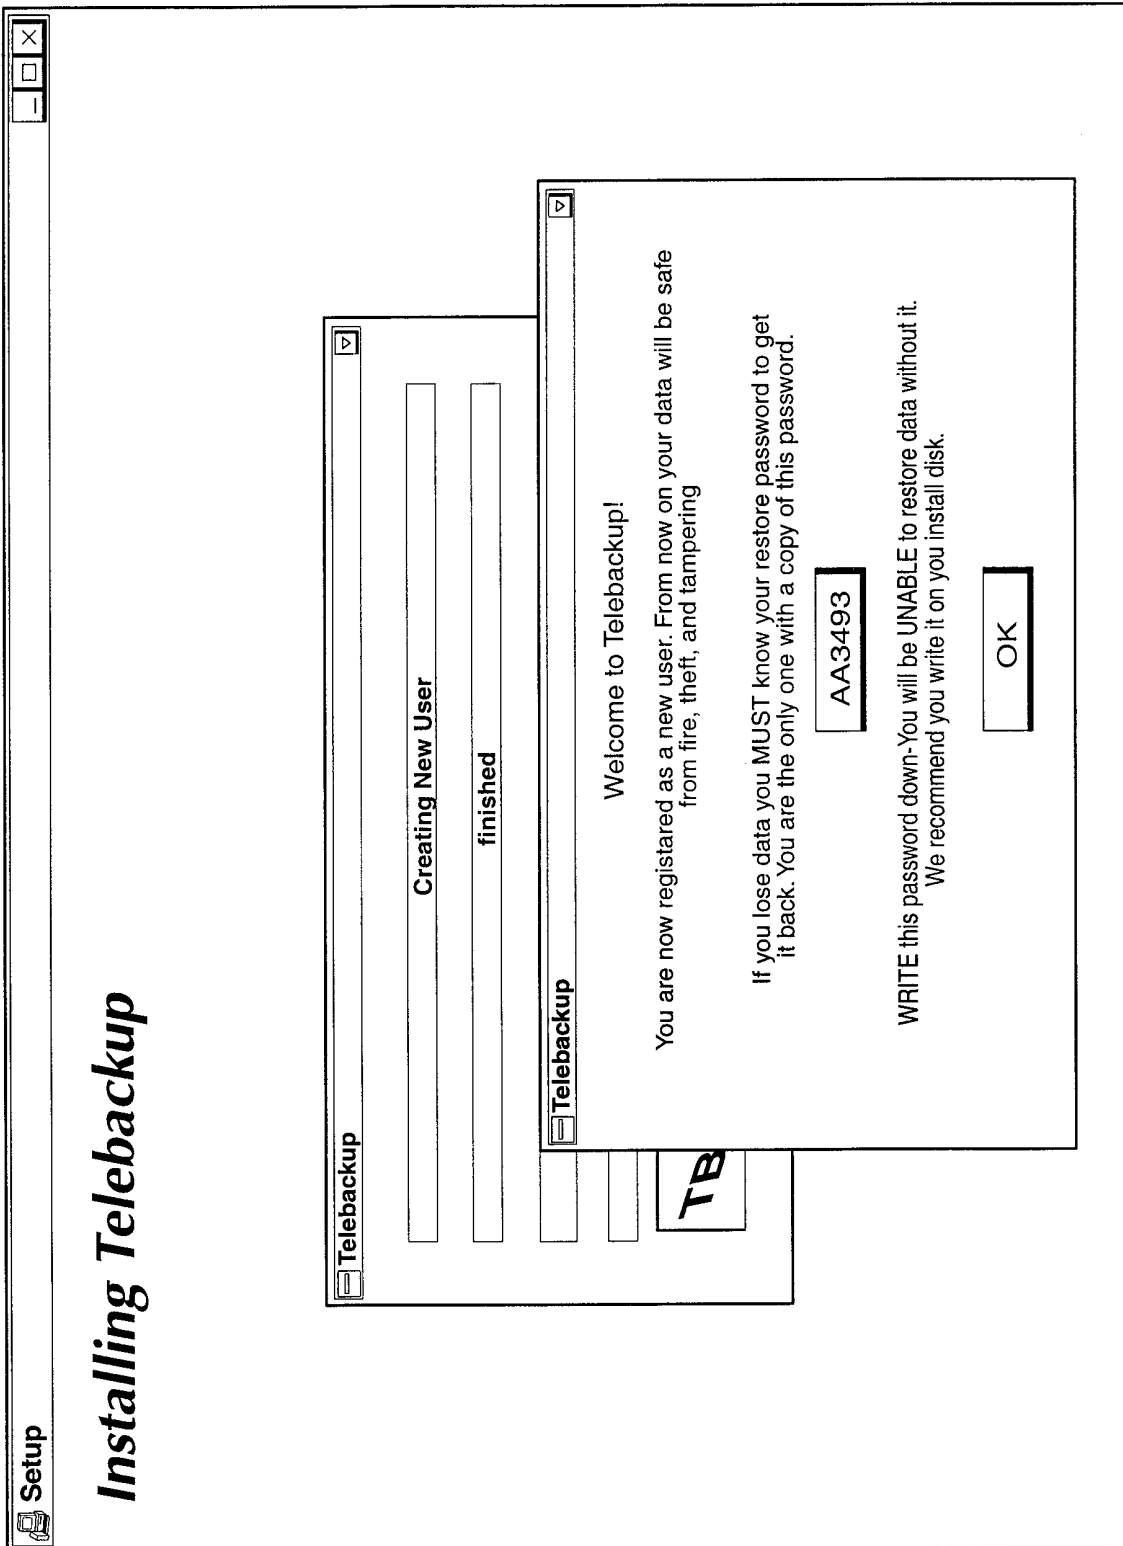 Setup
Installing Telebackup
Telebackup
Creating New User
finished
TB
Telebackup
Welcome to Telebackup!
You are now registared as a new user. From now on your data will be safe
from fire, theft, and tampering
If you lose data you MUST know your restore password to get
it back. You are the only one with a copy of this password.
AA3493
WRITE this password down-You will be UNABLE to restore data without it.
We recommend you write it on you install disk.
OK